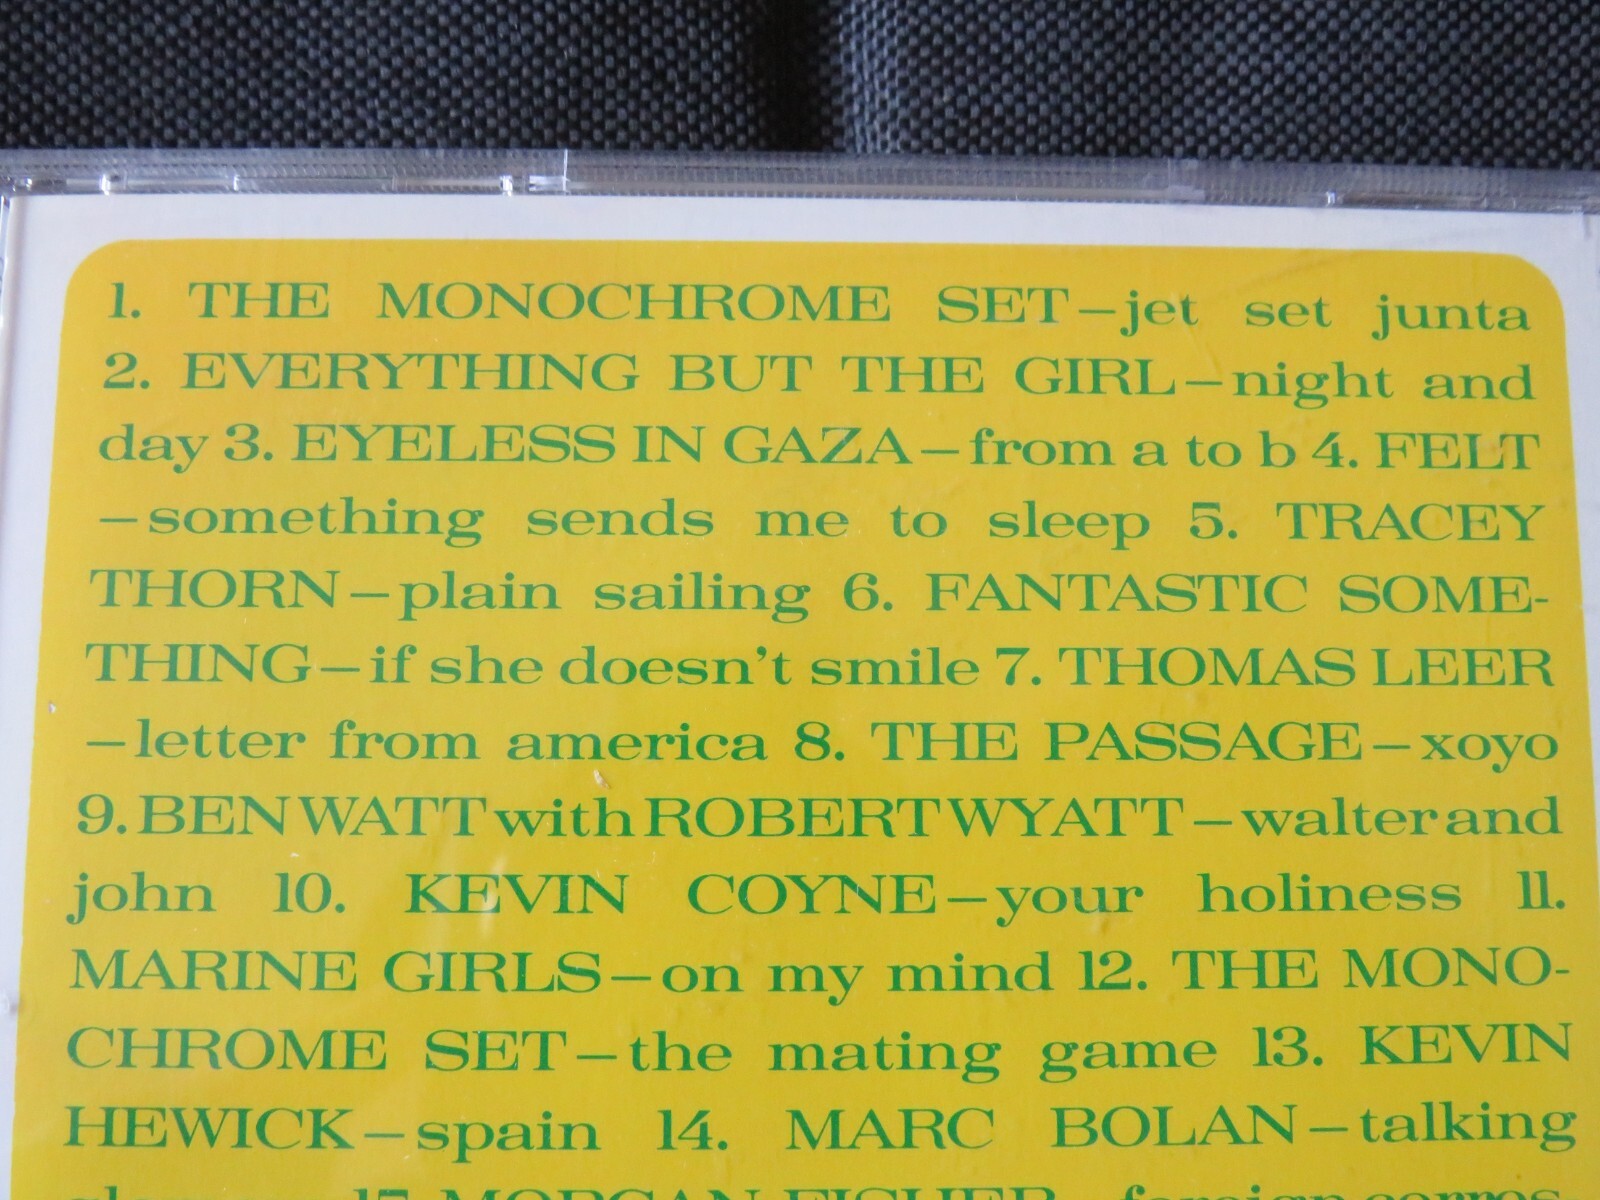 1. THE MONOCHROME SET–jet set junta
2. EVERYTHING BUT THE GIRL–night and
day 3. EYELESS IN GAZA–from a to b 4. FELT
–something sends me to sleep 5. TRACEY
THORN–plain sailing 6. FANTASTIC SOME-
THING–if she doesn't smile 7. THOMAS LEER
–letter from america 8. THE PASSAGE–xoyo
9. BEN WATT with ROBERT WYATT–walter and
john 10. KEVIN COYNE–your holiness 11.
MARINE GIRLS–on my mind 12. THE MONO-
CHROME SET–the mating game 13. KEVIN
HEWICK–spain 14. MARC BOLAN–talking
MORGAN FISHER–foreign